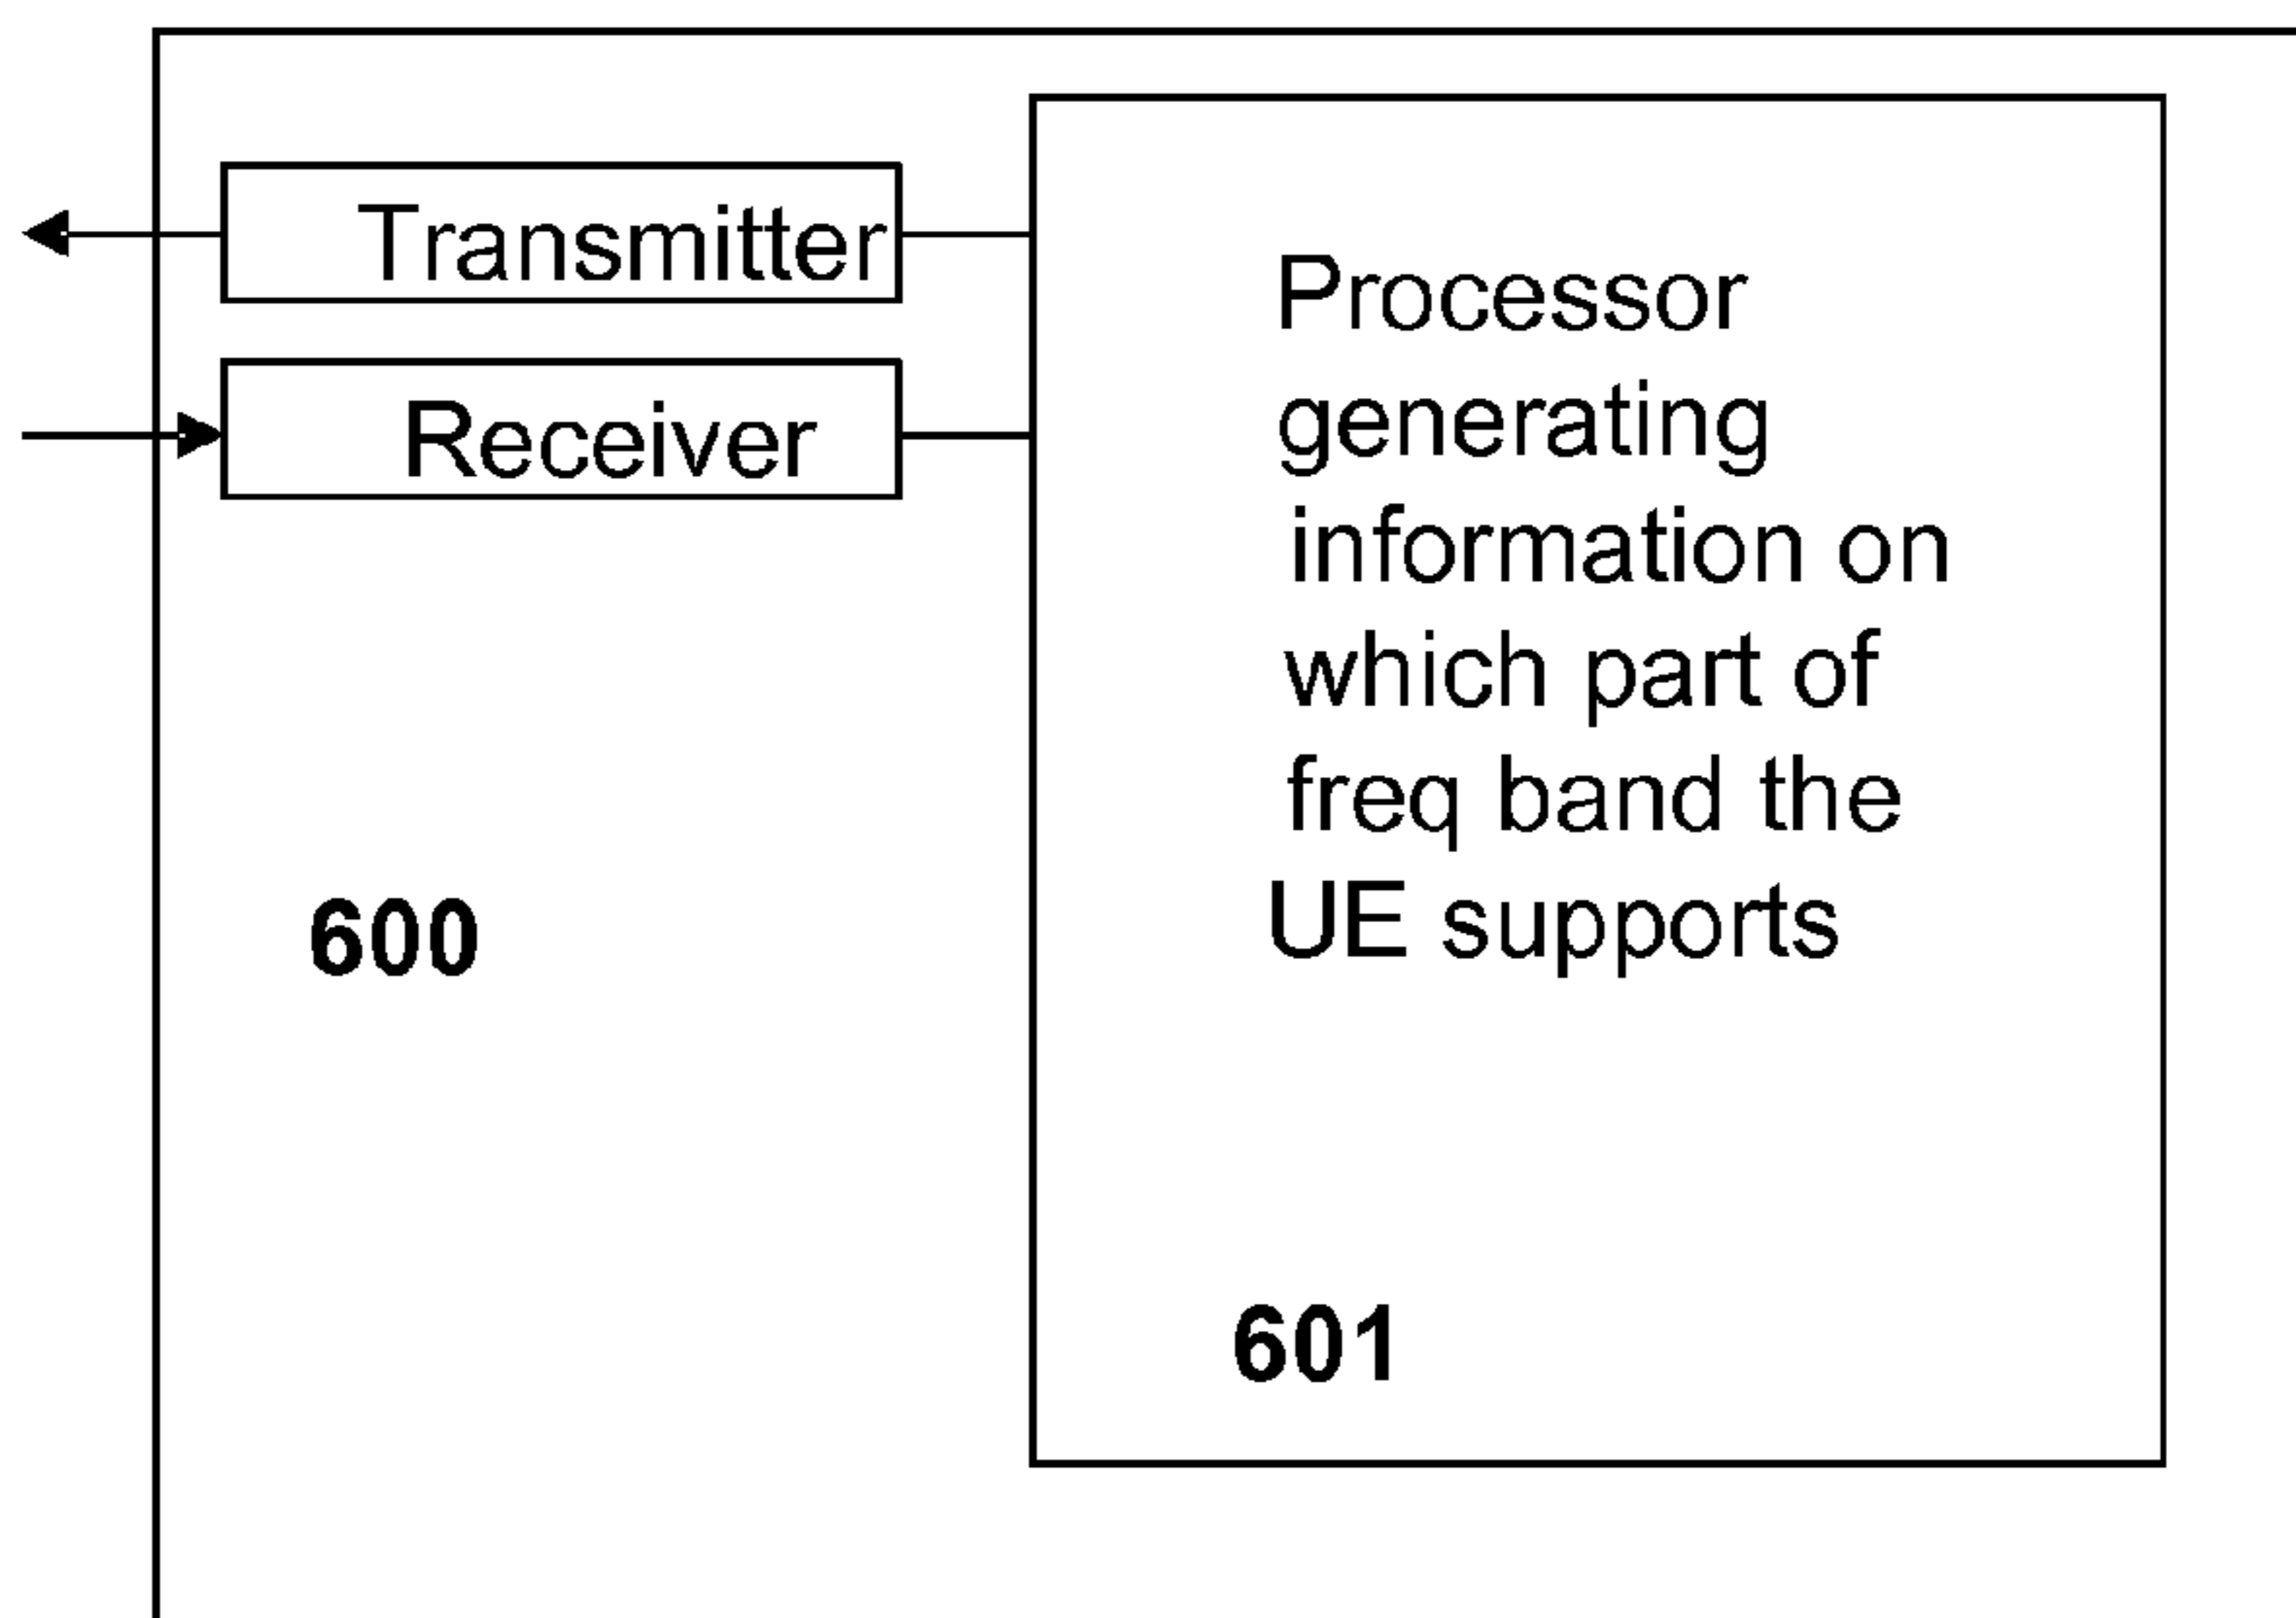 Transmitter
Receiver
Processor
generating
information on
which part of
freq band the
UE supports
600
601